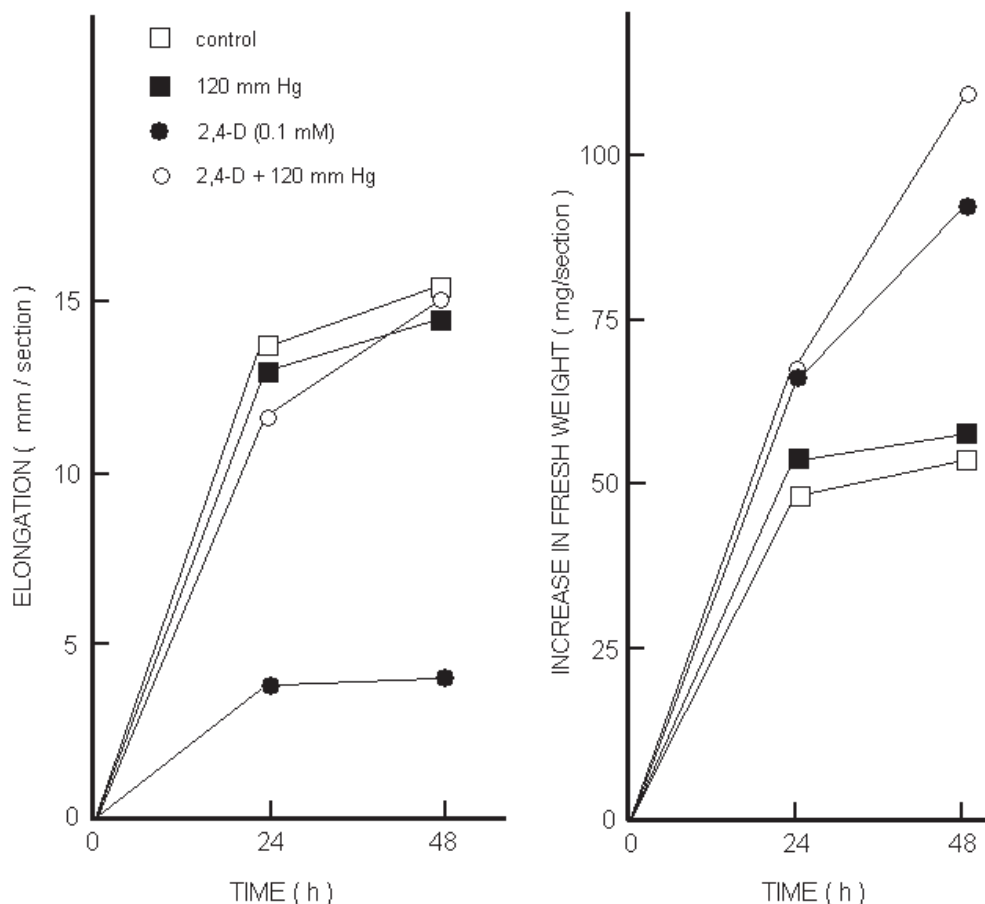 control
120 mm Hg
2,4-D (0.1 mM)
2,4-D + 120 mm Hg
ELONGATION ( mm / section)
15
10
5
0
0
24
48
TIME ( h )
INCREASE IN FRESH WEIGHT ( mg/section )
100
75
50
25
0
0
24
48
TIME ( h )